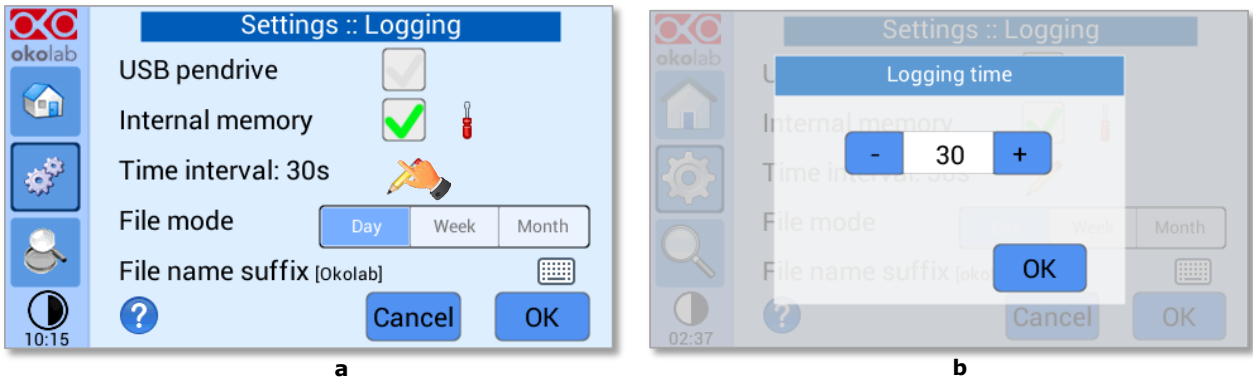 Settings :: Logging
okolab
USB pendrive
Internal memory
Time interval: 30s
File mode
Day
Week
Month
File name suffix [Okolab]
?
Cancel
OK
10:15
a
Settings :: Logging
okolab
Logging time
Internal memory
- 30 +
Time interval: 30s
File mode
Day
Week
Month
File name suffix
OK
?
Cancel
OK
02:37
b